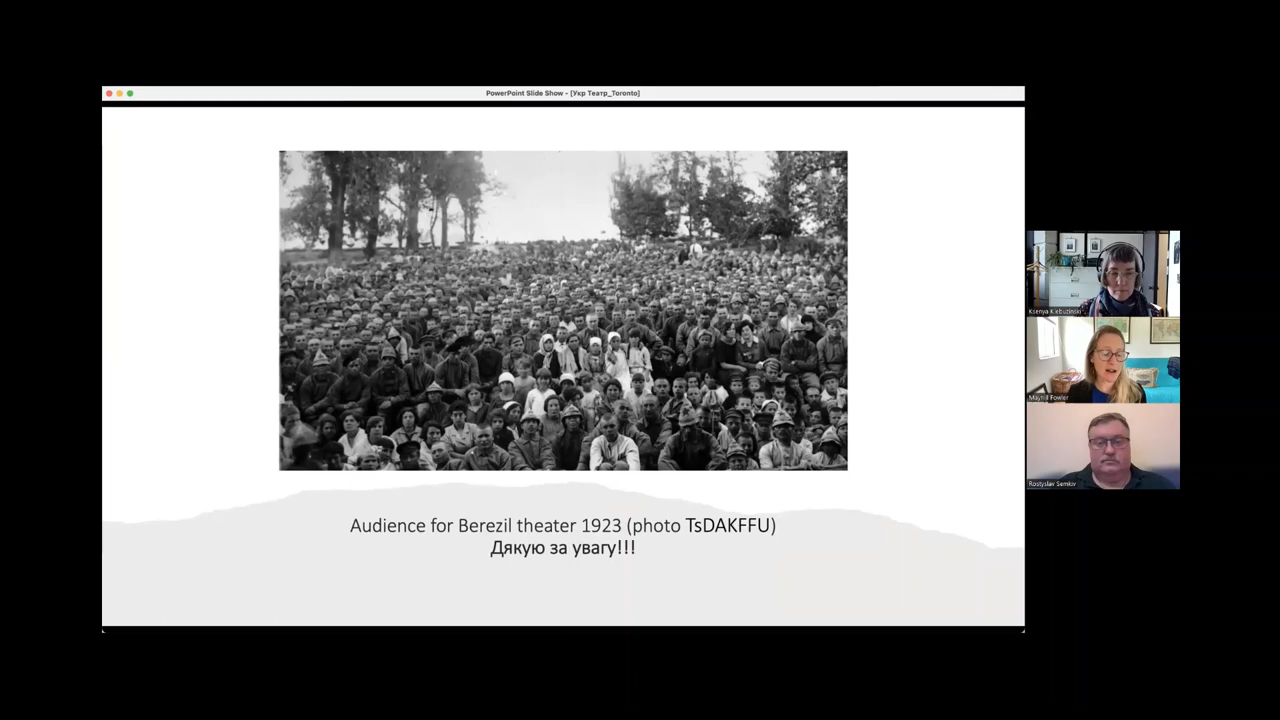 PowerPoint Slide Show - [Укр Театр_Toronto]
Audience for Berezil theater 1923 (photo TsDAKFFU)
Дякую за увагу!!!
Ksenya Kiebuzinski
Mayhill Fowler
Rostyslav Semkiv